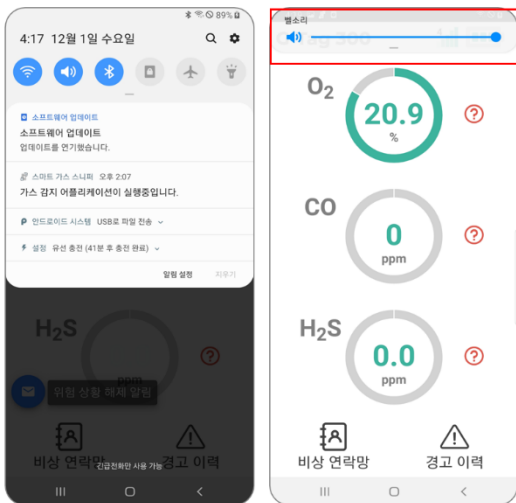 89%
4:17 12월 1일 수요일
소프트웨어 업데이트
소프트웨어 업데이트
업데이트를 연기했습니다.
스마트 가스 스니퍼 오후 2:07
가스 감지 어플리케이션이 실행중입니다.
안드로이드 시스템 USB로 파일 전송
설정 유선 충전 (41분 후 충전 완료)
알림 설정 지우기
H2S
ppm
위험 상황 해제 알림
비상 연락망
경고 이력
긴급전화만 사용 가능
벨소리
O2
20.9
%
CO
0
ppm
H2S
0.0
ppm
비상 연락망
경고 이력